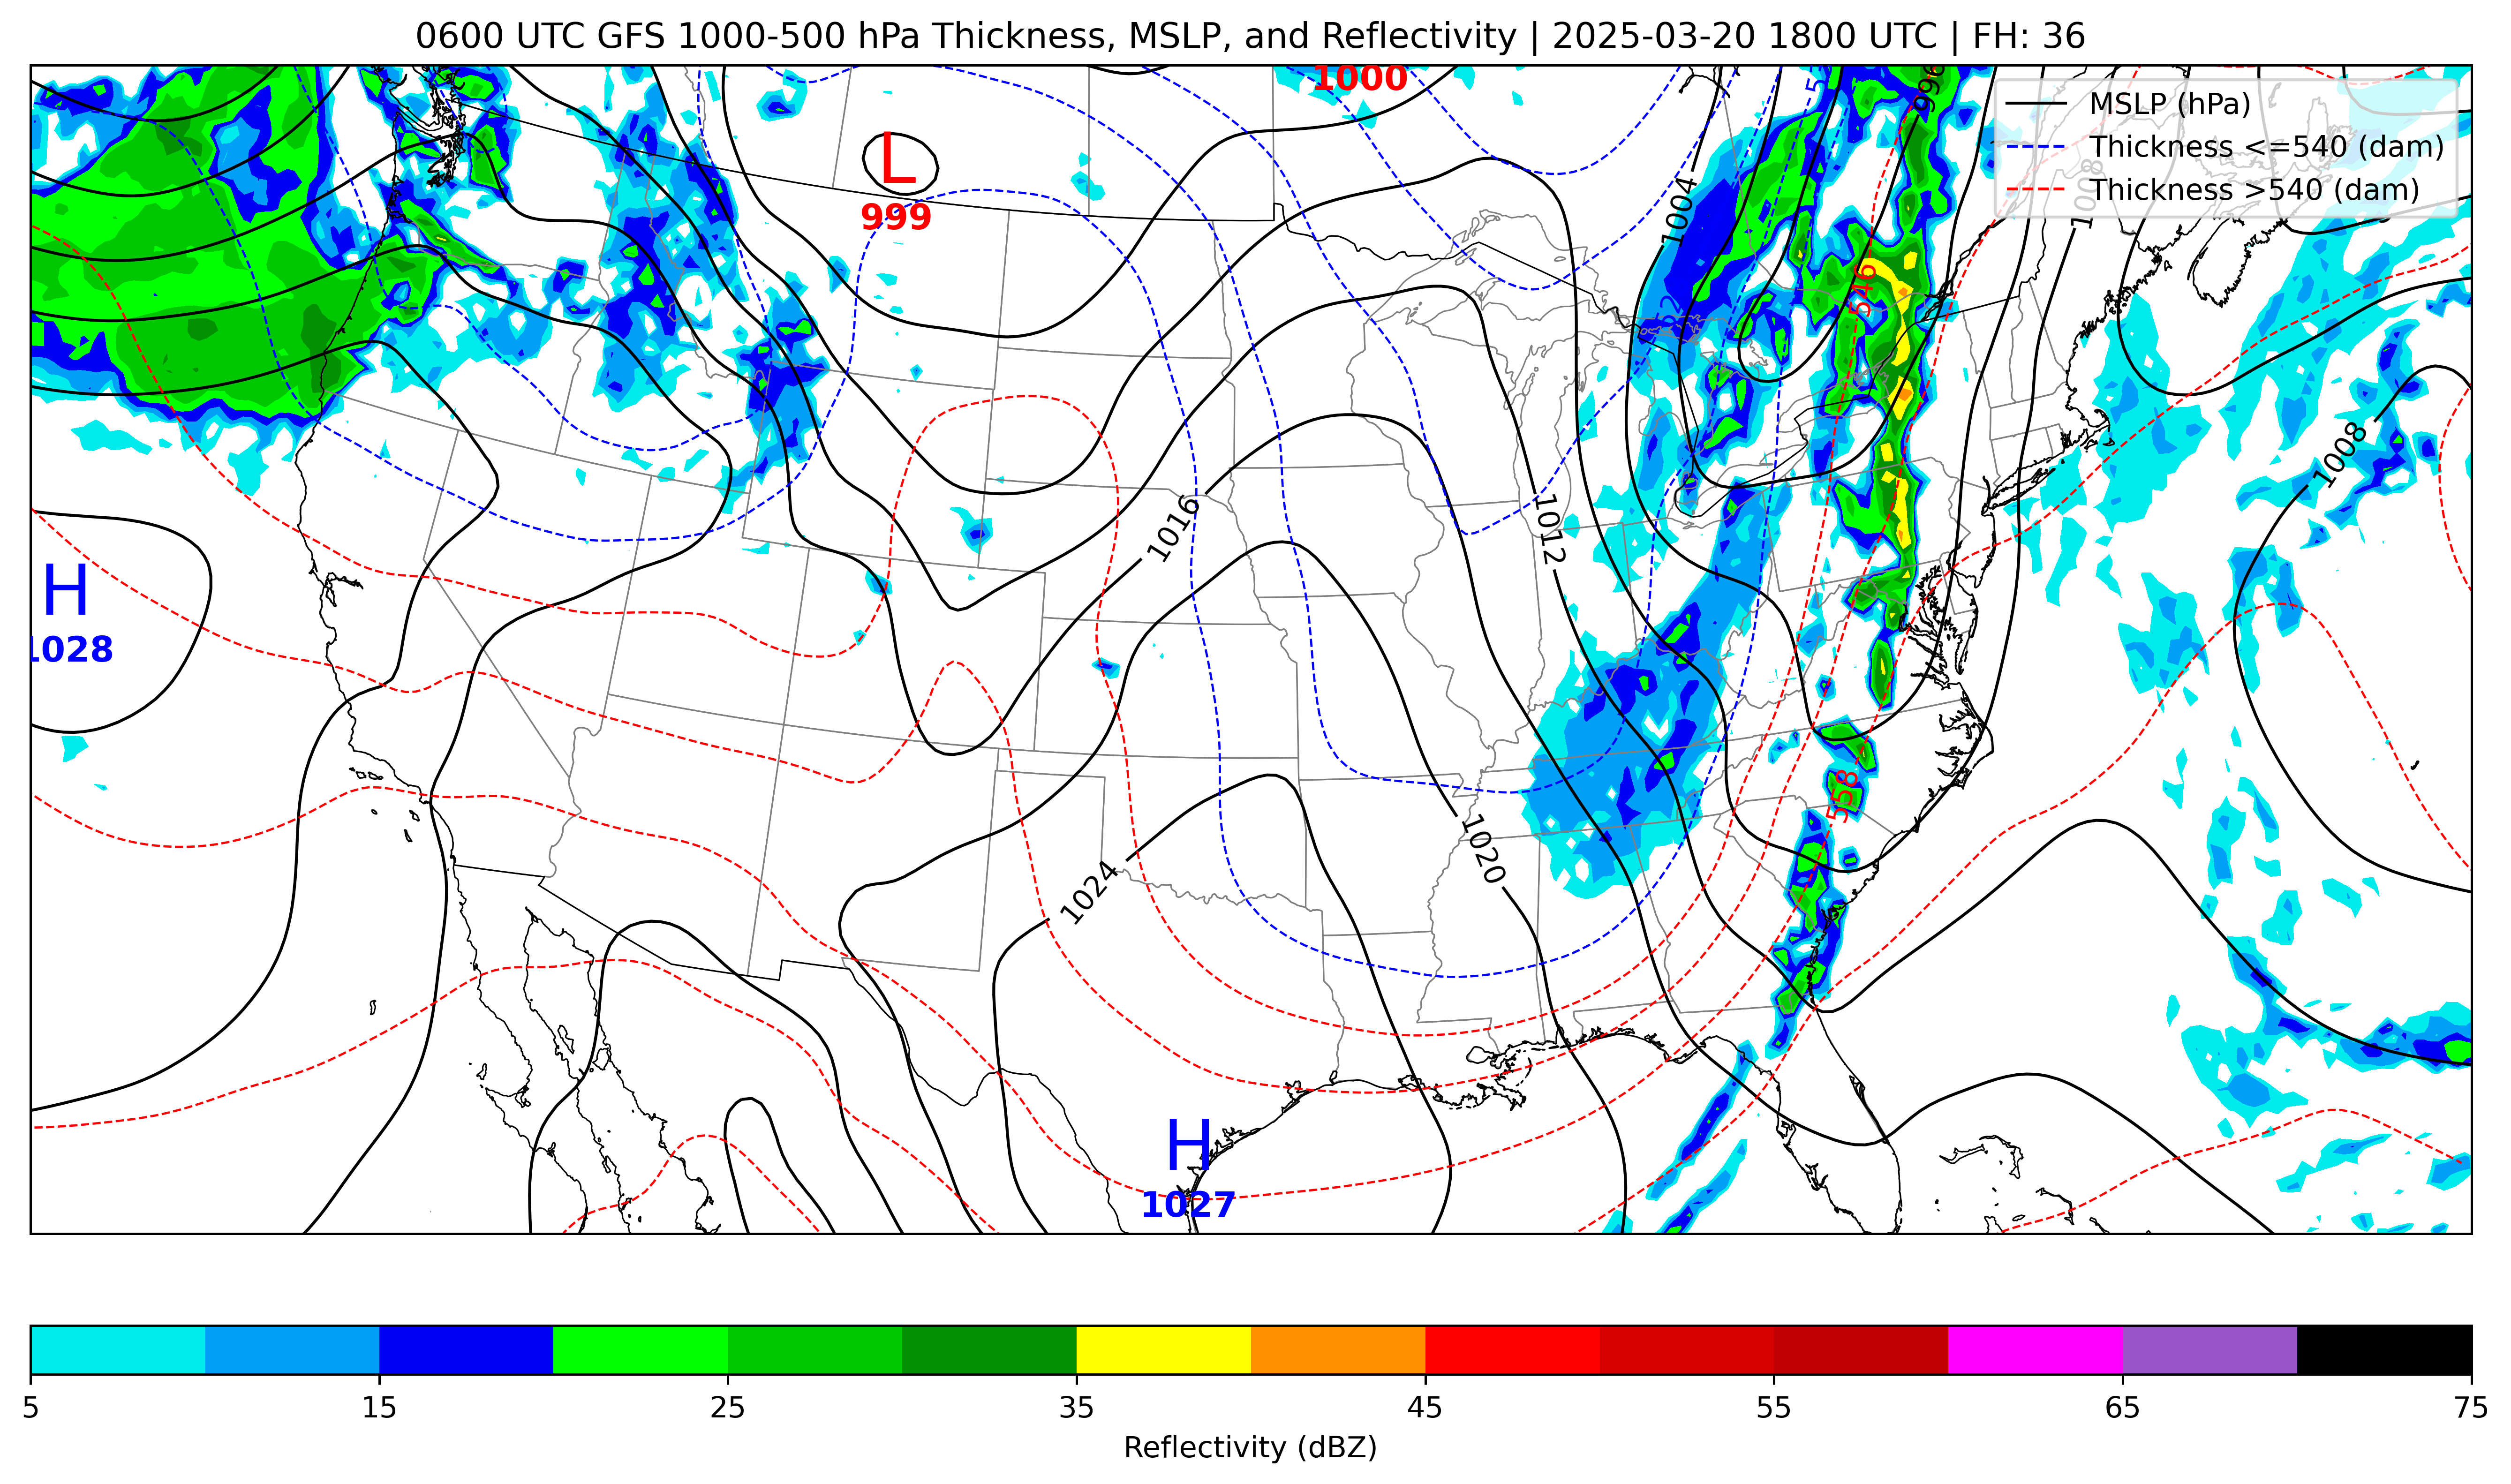 0600 UTC GFS 1000-500 hPa Thickness, MSLP, and Reflectivity | 2025-03-20 1800 UTC | FH: 36
1000
996
MSLP (hPa)
Thickness <=540 (dam)
Thickness >540 (dam)
L
999
1004
1008
546
1008
1016
1012
H
1028
558
1020
1024
H
1027
5
15
25
35
45
55
65
75
Reflectivity (dBZ)